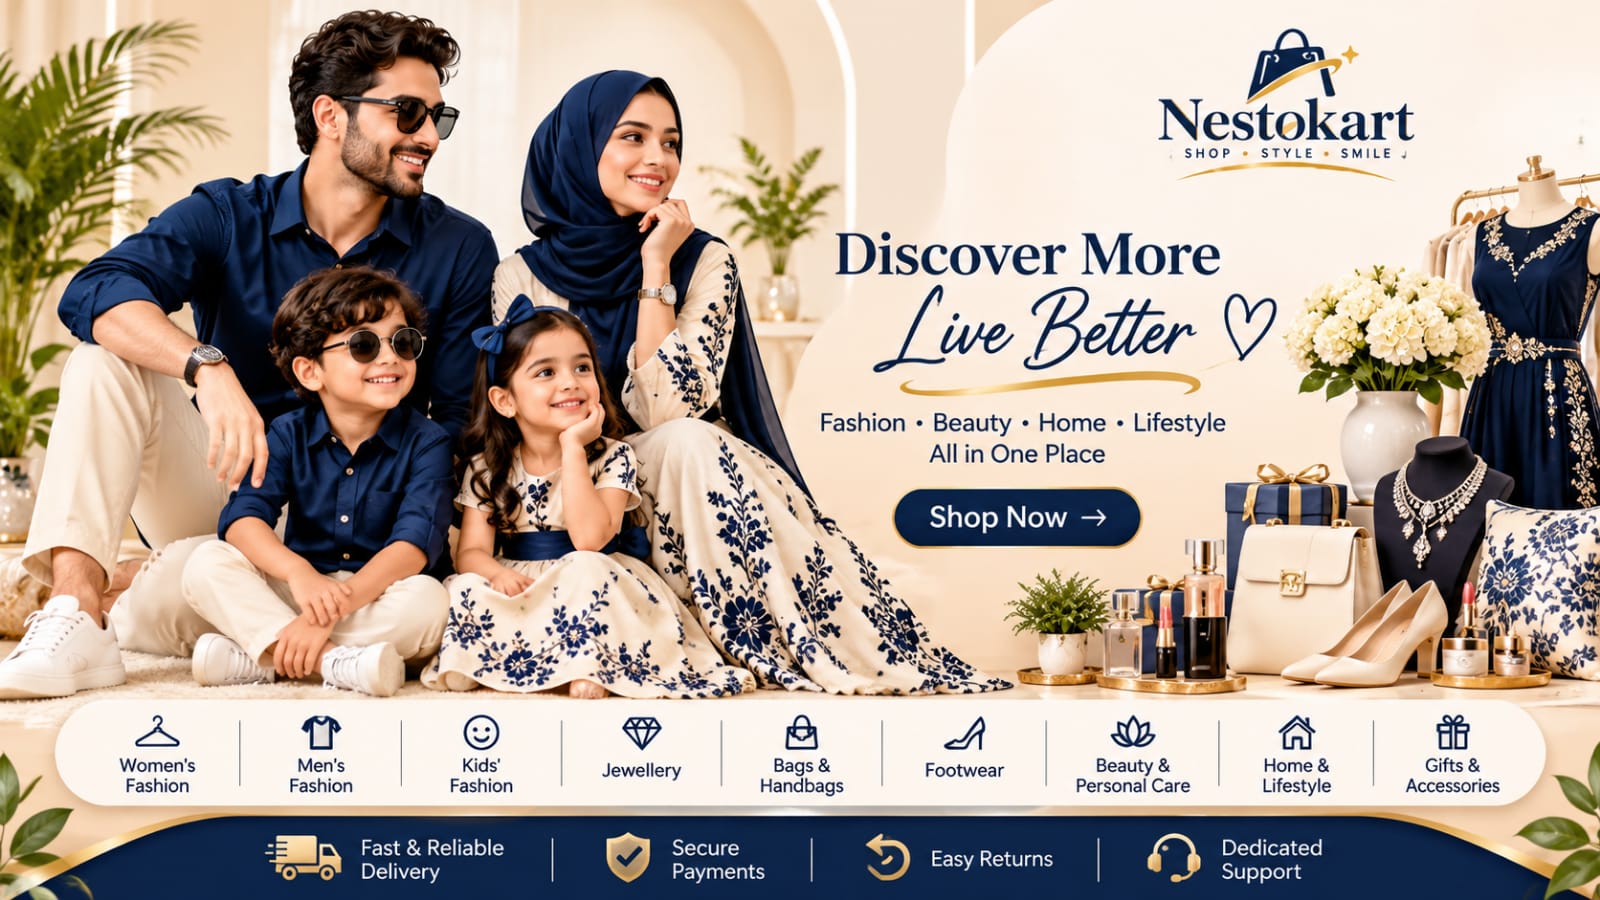 Nestokart
SHOP • STYLE • SMILE
Discover More
Live Better
Fashion • Beauty • Home • Lifestyle
All in One Place
Shop Now →
Women's
Fashion
Men's
Fashion
Kids'
Fashion
Jewellery
Bags &
Handbags
Footwear
Beauty &
Personal Care
Home &
Lifestyle
Gifts &
Accessories
Fast & Reliable
Delivery
Secure
Payments
Easy Returns
Dedicated
Support